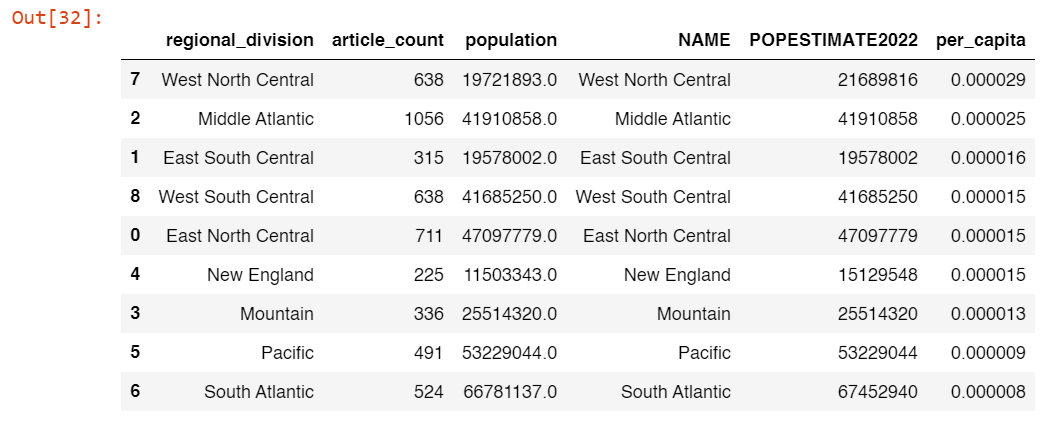 Out[32]:
regional_division article_count population NAME POPESTIMATE2022 per_capita
7 West North Central 638 19721893.0 West North Central 21689816 0.000029
2 Middle Atlantic 1056 41910858.0 Middle Atlantic 41910858 0.000025
1 East South Central 315 19578002.0 East South Central 19578002 0.000016
8 West South Central 638 41685250.0 West South Central 41685250 0.000015
0 East North Central 711 47097779.0 East North Central 47097779 0.000015
4 New England 225 11503343.0 New England 15129548 0.000015
3 Mountain 336 25514320.0 Mountain 25514320 0.000013
5 Pacific 491 53229044.0 Pacific 53229044 0.000009
6 South Atlantic 524 66781137.0 South Atlantic 67452940 0.000008